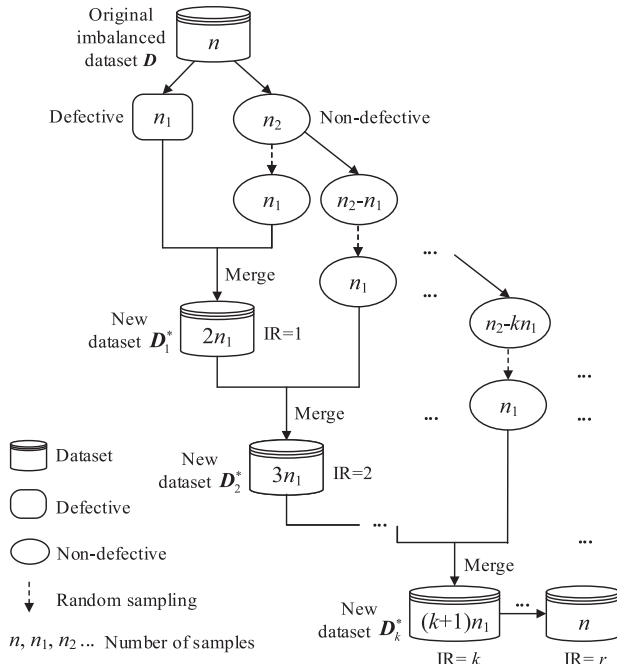 Original
imbalanced
dataset D
n
Defective
n₁
n₂
Non-defective
n₁
n₂-n₁
Merge
n₁
...
...
n₂-kn₁
New
dataset D₁*
2n₁
IR=1
Merge
n₁
...
...
...
New
dataset D₂*
3n₁
IR=2
...
...
...
Merge
New
dataset Dₖ*
(k+1)n₁
IR= k
...
n
IR= r
Dataset
Defective
Non-defective
Random sampling
n, n₁, n₂ ... Number of samples